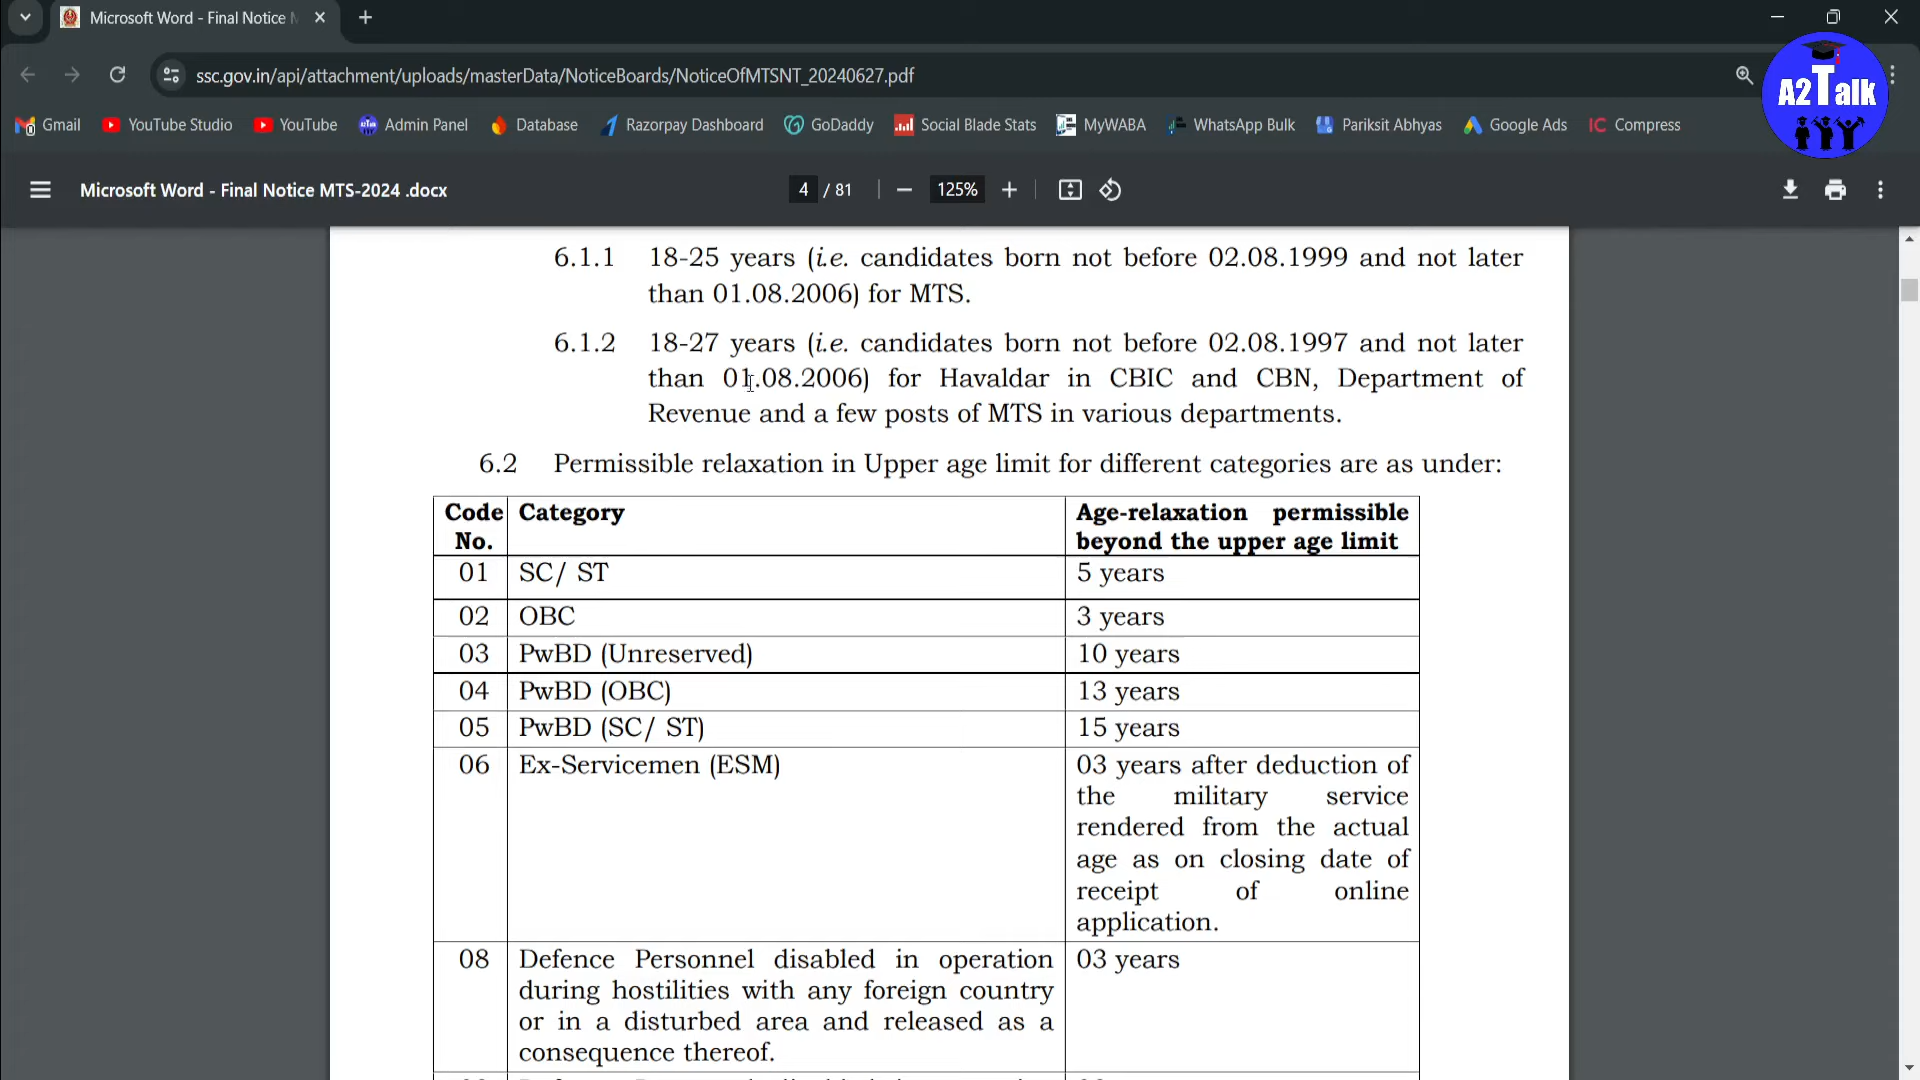 Microsoft Word - Final Notice M
ssc.gov.in/api/attachment/uploads/masterData/NoticeBoards/NoticeOfMTSNT_20240627.pdf
A2Talk
Gmail YouTube Studio YouTube Admin Panel Database Razorpay Dashboard GoDaddy Social Blade Stats MyWABA WhatsApp Bulk Pariksit Abhyas Google Ads IC Compress
Microsoft Word - Final Notice MTS-2024 .docx 4 / 81 125%
6.1.1 18-25 years (i.e. candidates born not before 02.08.1999 and not later
than 01.08.2006) for MTS.
6.1.2 18-27 years (i.e. candidates born not before 02.08.1997 and not later
than 01.08.2006) for Havaldar in CBIC and CBN, Department of
Revenue and a few posts of MTS in various departments.
6.2 Permissible relaxation in Upper age limit for different categories are as under:
Code Category Age-relaxation permissible
No. beyond the upper age limit
01 SC/ ST 5 years
02 OBC 3 years
03 PwBD (Unreserved) 10 years
04 PwBD (OBC) 13 years
05 PwBD (SC/ ST) 15 years
06 Ex-Servicemen (ESM) 03 years after deduction of
the military service
rendered from the actual
age as on closing date of
receipt of online
application.
08 Defence Personnel disabled in operation 03 years
during hostilities with any foreign country
or in a disturbed area and released as a
consequence thereof.